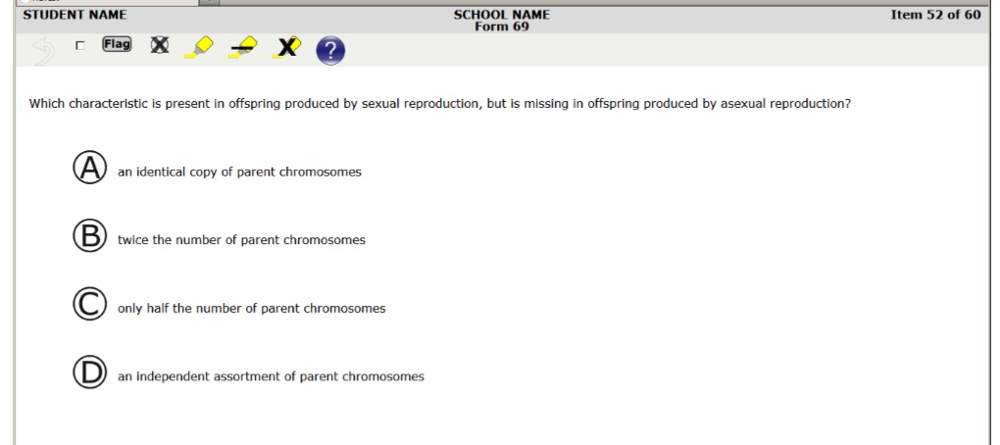 STUDENT NAME
SCHOOL NAME
Item 52 of 60
Form 69
Flag
X
?
Which characteristic is present in offspring produced by sexual reproduction, but is missing in offspring produced by asexual reproduction?
A an identical copy of parent chromosomes
B twice the number of parent chromosomes
C only half the number of parent chromosomes
D an independent assortment of parent chromosomes